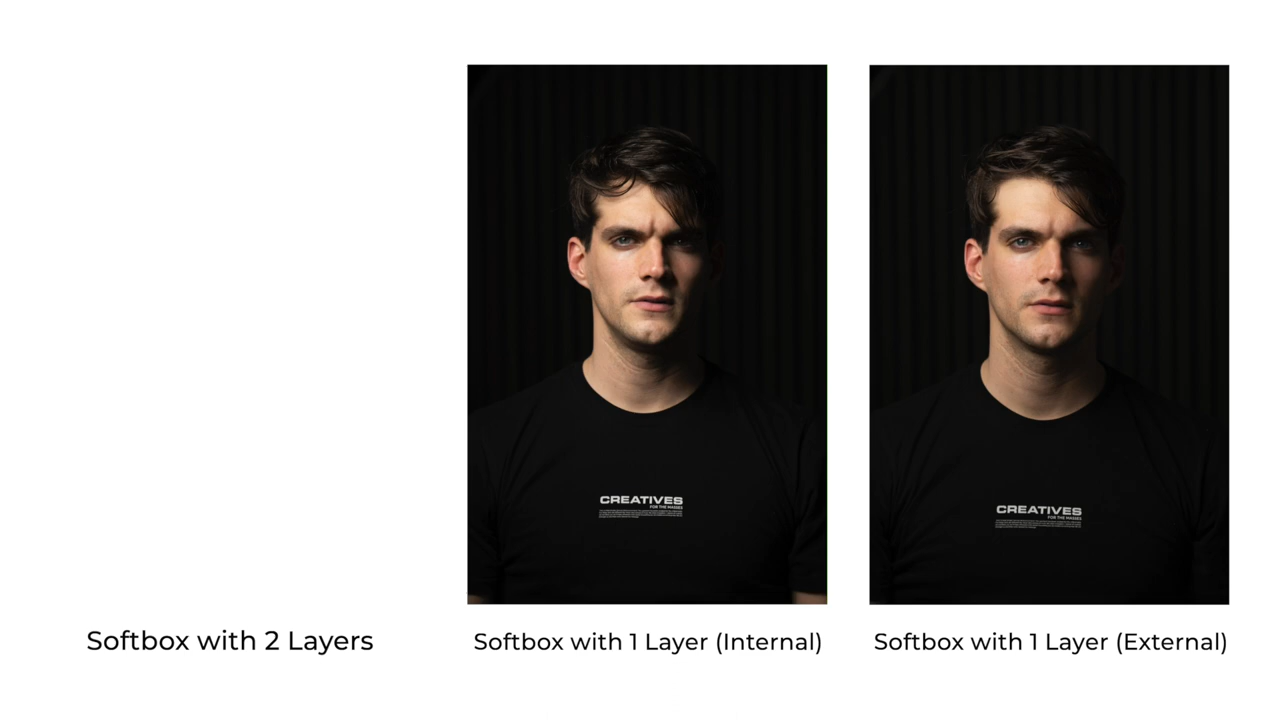 CREATIVES
FOR THE MASSES
CREATIVES
FOR THE MASSES
Softbox with 2 Layers
Softbox with 1 Layer (Internal)
Softbox with 1 Layer (External)